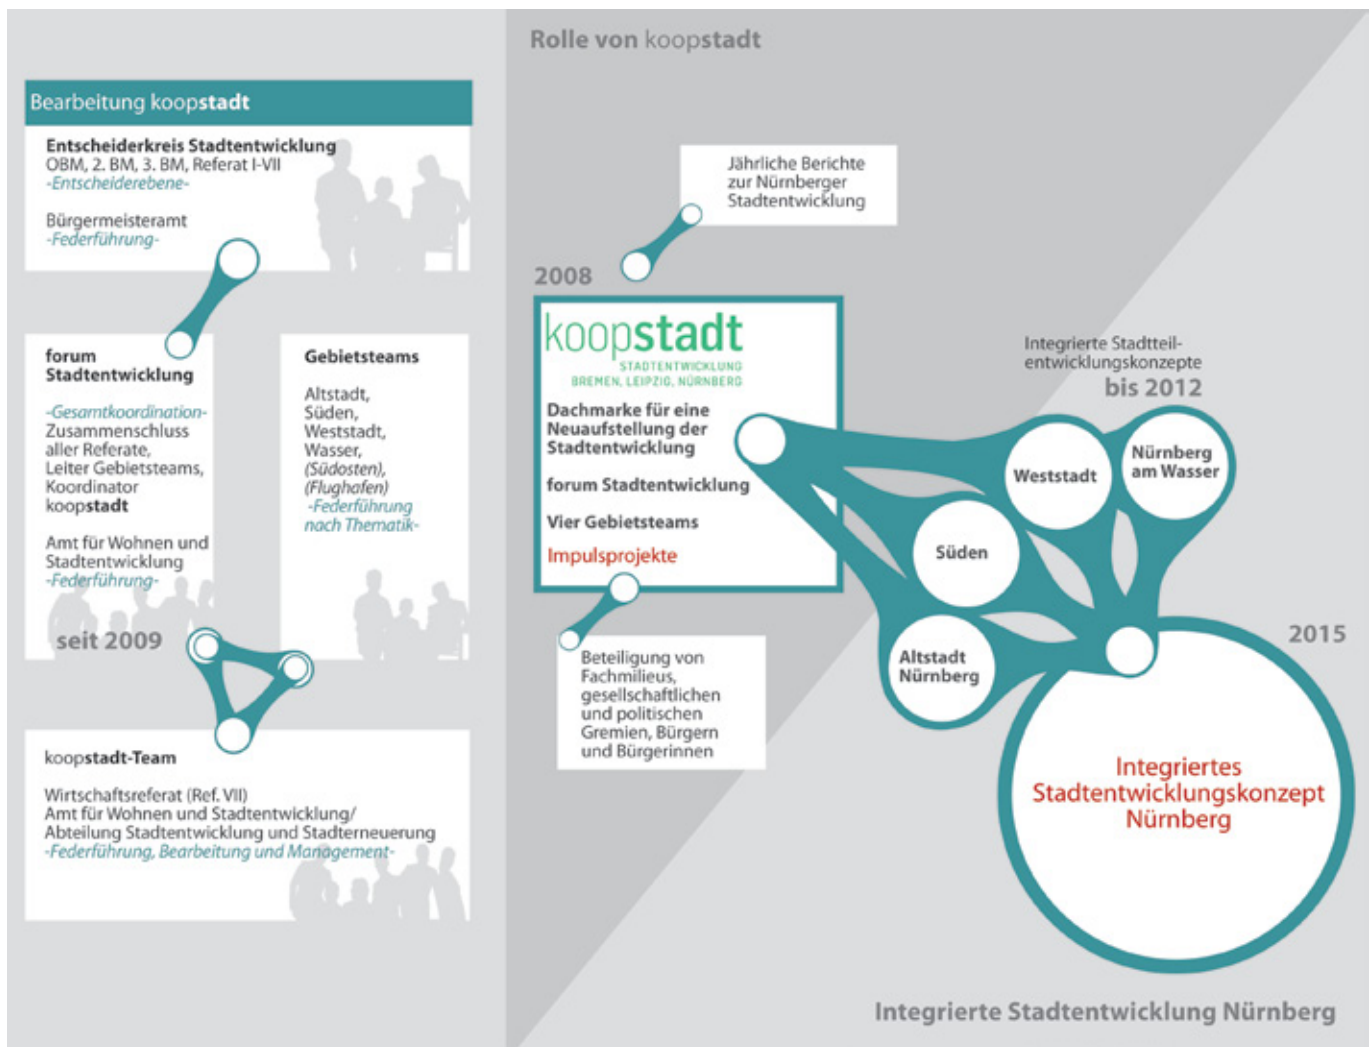 Bearbeitung koopstadt
Entscheiderkreis Stadtentwicklung
OBM, 2. BM, 3. BM, Referat I-VII
-Entscheiderebene-
Bürgermeisteramt
-Federführung-
forum
Stadtentwicklung
-Gesamtkoordination-
Zusammenschluss
aller Referate,
Leiter Gebietsteams,
Koordinator
koopstadt
Amt für Wohnen und
Stadtentwicklung
-Federführung-
seit 2009
Gebietsteams
Altstadt,
Süden,
Weststadt,
Wasser,
(Südosten),
(Flughafen)
-Federführung
nach Thematik-
koopstadt-Team
Wirtschaftsreferat (Ref. VII)
Amt für Wohnen und Stadtentwicklung/
Abteilung Stadtentwicklung und Stadterneuerung
-Federführung, Bearbeitung und Management-
Rolle von koopstadt
Jährliche Berichte
zur Nürnberger
Stadtentwicklung
2008
koopstadt
STADTENTWICKLUNG
BREMEN, LEIPZIG, NÜRNBERG
Dachmarke für eine
Neuaufstellung der
Stadtentwicklung
forum Stadtentwicklung
Vier Gebietsteams
Impulsprojekte
Beteiligung von
Fachmilieus,
gesellschaftlichen
und politischen
Gremien, Bürgern
und Bürgerinnen
Integrierte Stadtteil-
entwicklungskonzepte
bis 2012
Nürnberg
am Wasser
Weststadt
Süden
Altstadt
Nürnberg
2015
Integriertes
Stadtentwicklungskonzept
Nürnberg
Integrierte Stadtentwicklung Nürnberg